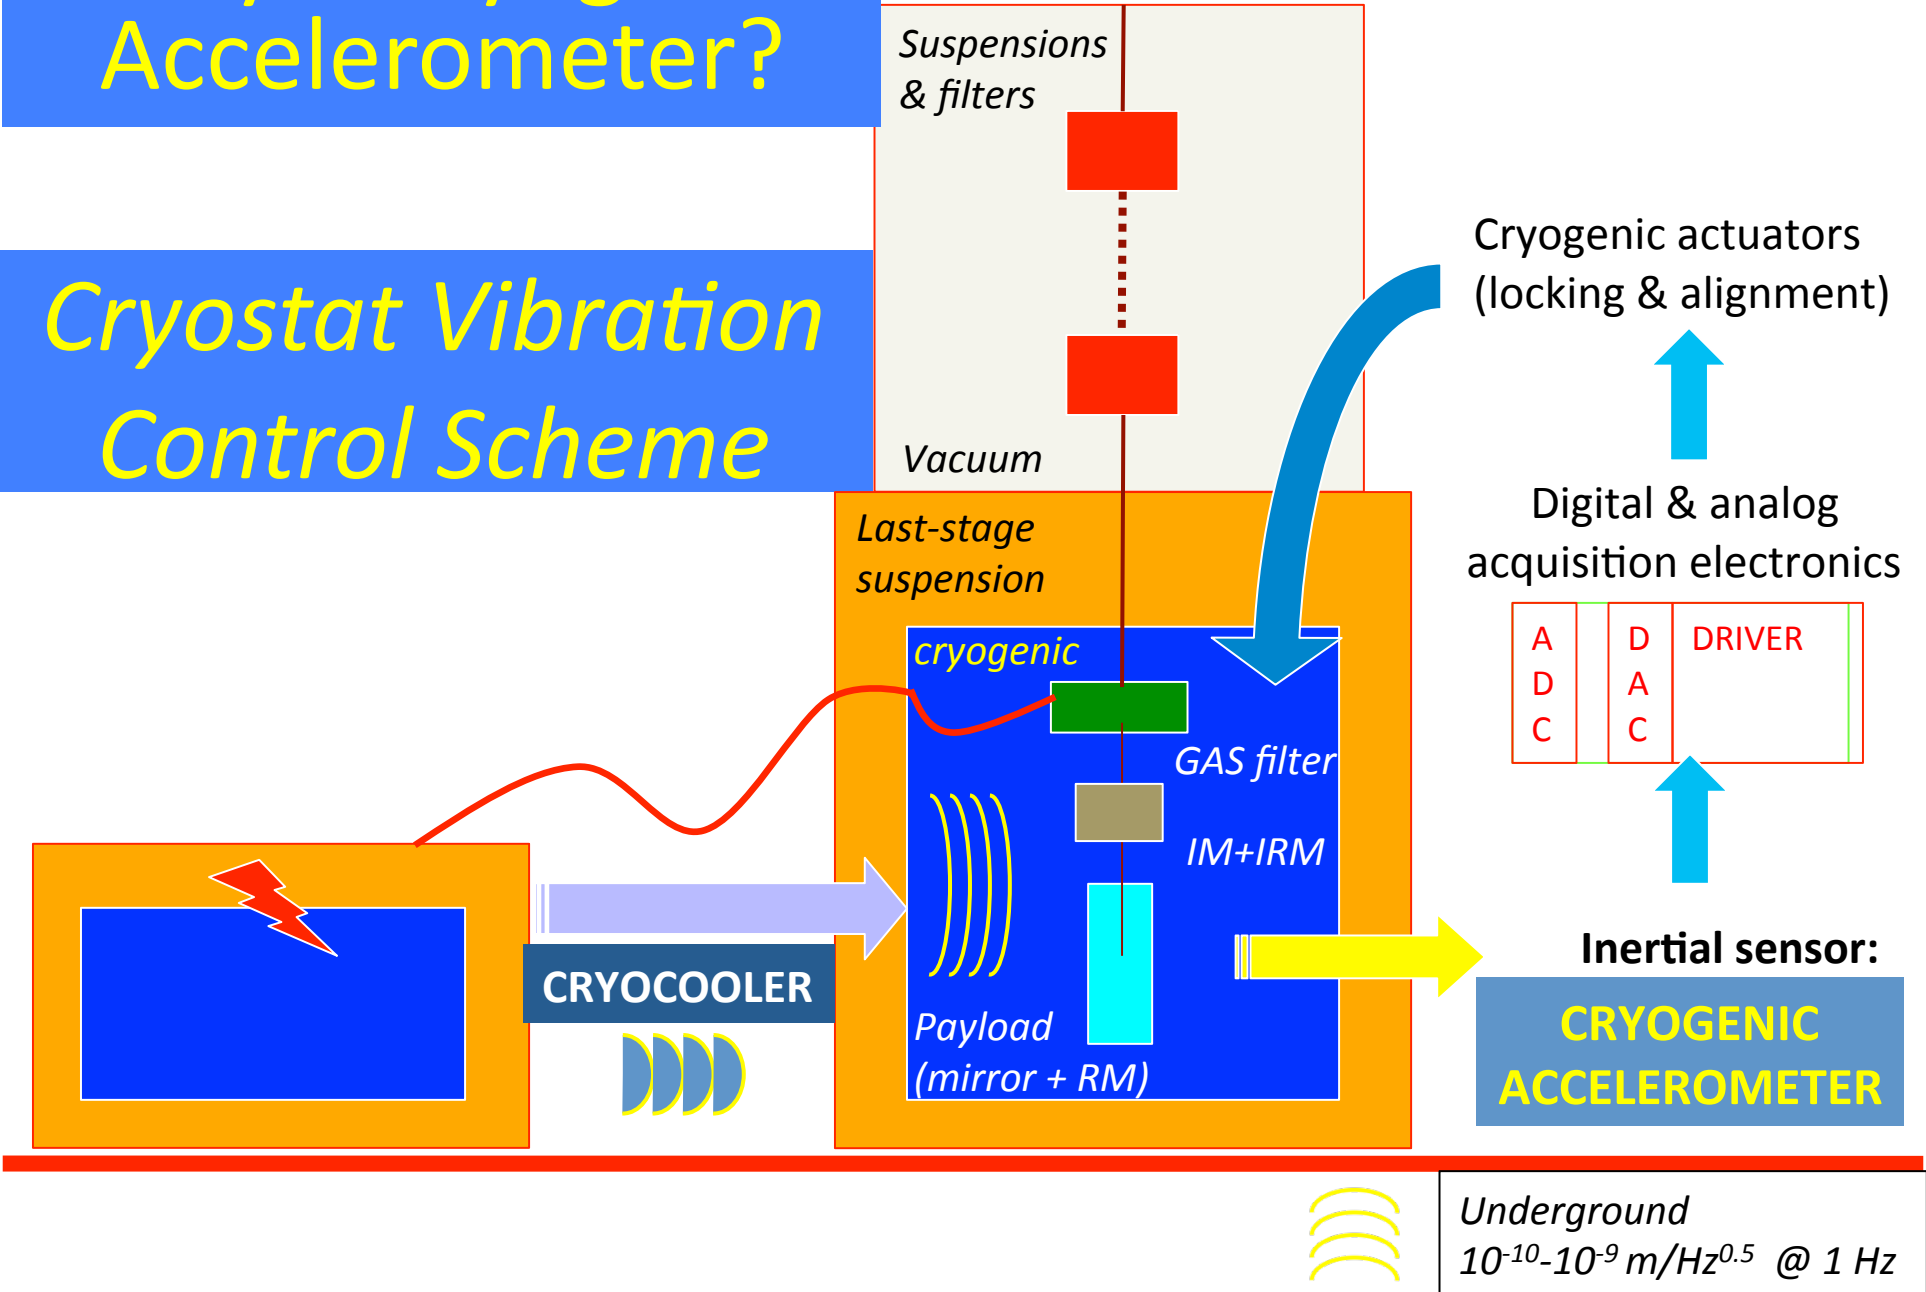 Accelerometer?
Suspensions
& filters
Cryostat Vibration
Control Scheme
Vacuum
Cryogenic actuators
(locking & alignment)
Last-stage
suspension
Digital & analog
acquisition electronics
cryogenic
ADC
DAC
DRIVER
GAS filter
IM+IRM
CRYOCOOLER
Payload
(mirror + RM)
Inertial sensor:
CRYOGENIC
ACCELEROMETER
Underground
10⁻¹⁰-10⁻⁹ m/Hz⁰·⁵ @ 1 Hz